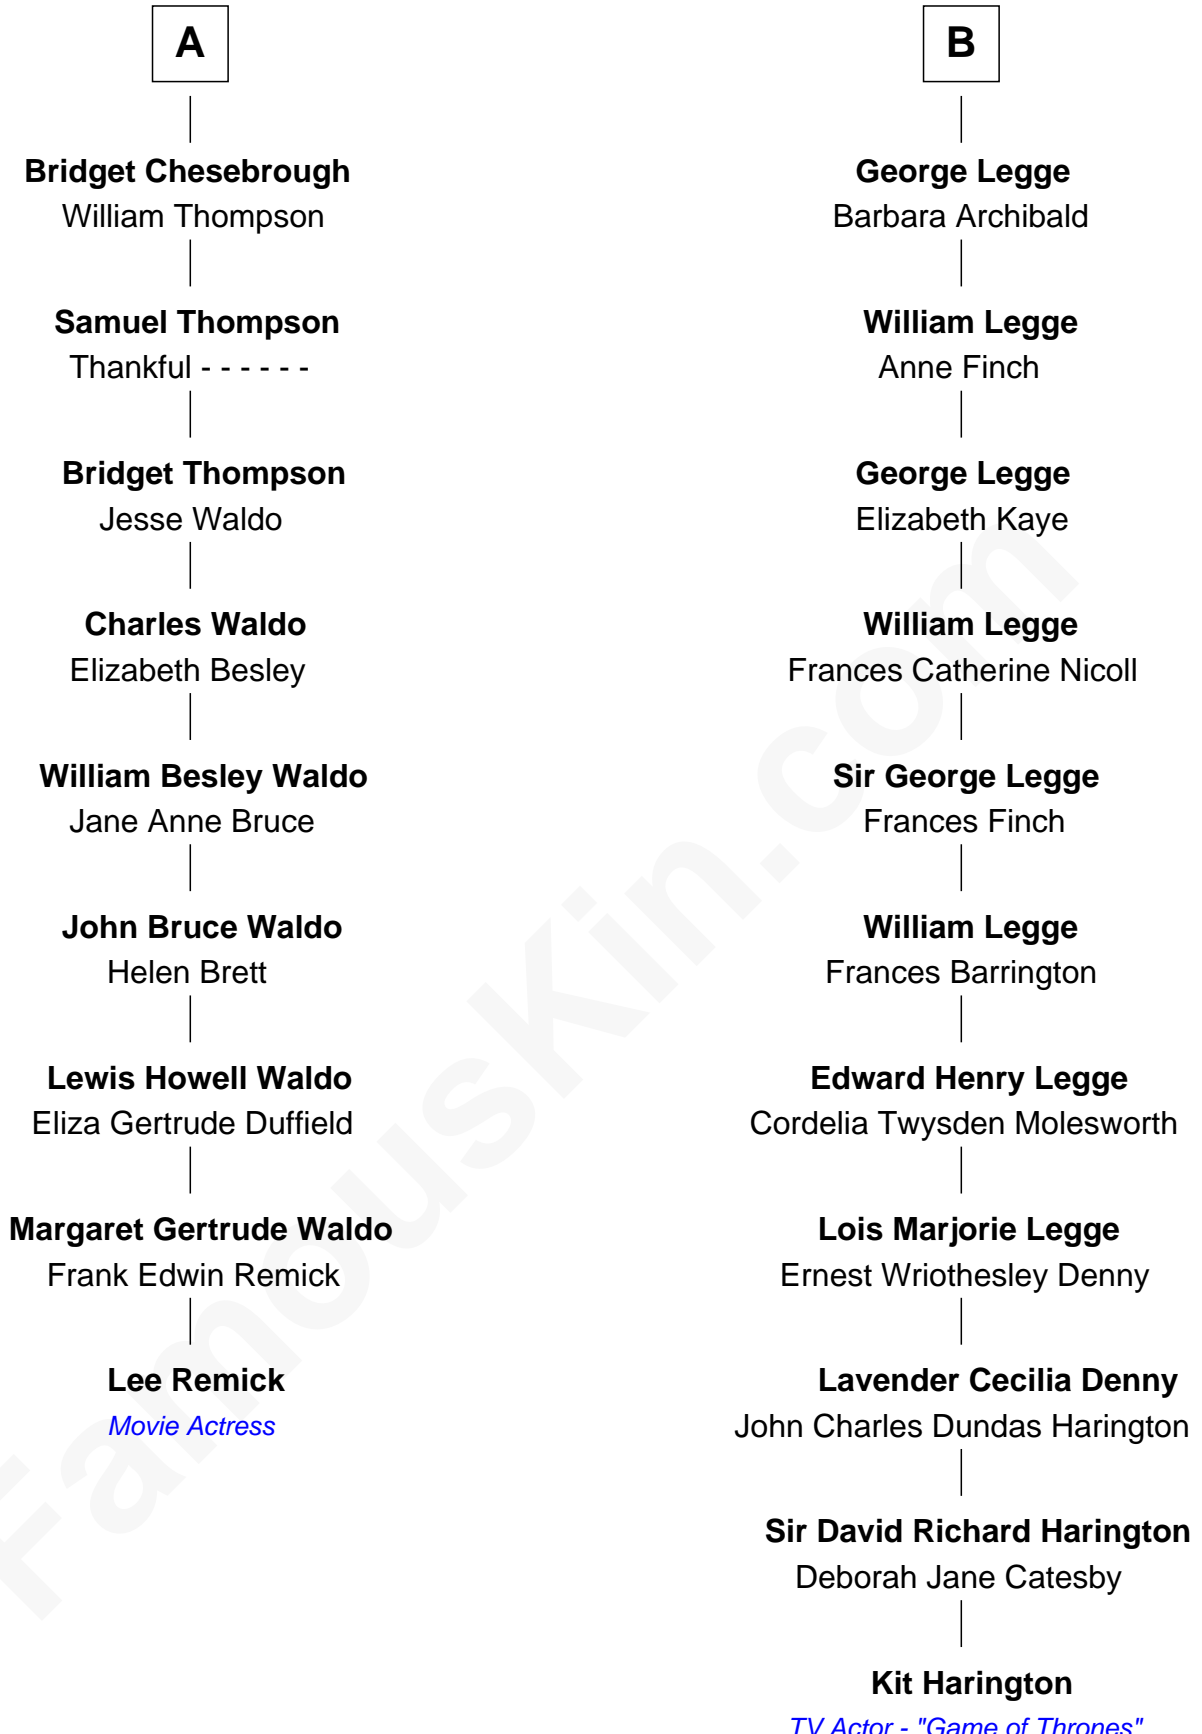 A
Bridget Chesebrough
William Thompson
Samuel Thompson
Thankful - - - - - -
Bridget Thompson
Jesse Waldo
Charles Waldo
Elizabeth Besley
William Besley Waldo
Jane Anne Bruce
John Bruce Waldo
Helen Brett
Lewis Howell Waldo
Eliza Gertrude Duffield
Margaret Gertrude Waldo
Frank Edwin Remick
Lee Remick
Movie Actress
B
George Legge
Barbara Archibald
William Legge
Anne Finch
George Legge
Elizabeth Kaye
William Legge
Frances Catherine Nicoll
Sir George Legge
Frances Finch
William Legge
Frances Barrington
Edward Henry Legge
Cordelia Twysden Molesworth
Lois Marjorie Legge
Ernest Wriothesley Denny
Lavender Cecilia Denny
John Charles Dundas Harington
Sir David Richard Harington
Deborah Jane Catesby
Kit Harington
TV Actor - "Game of Thrones"
FamousKin.com